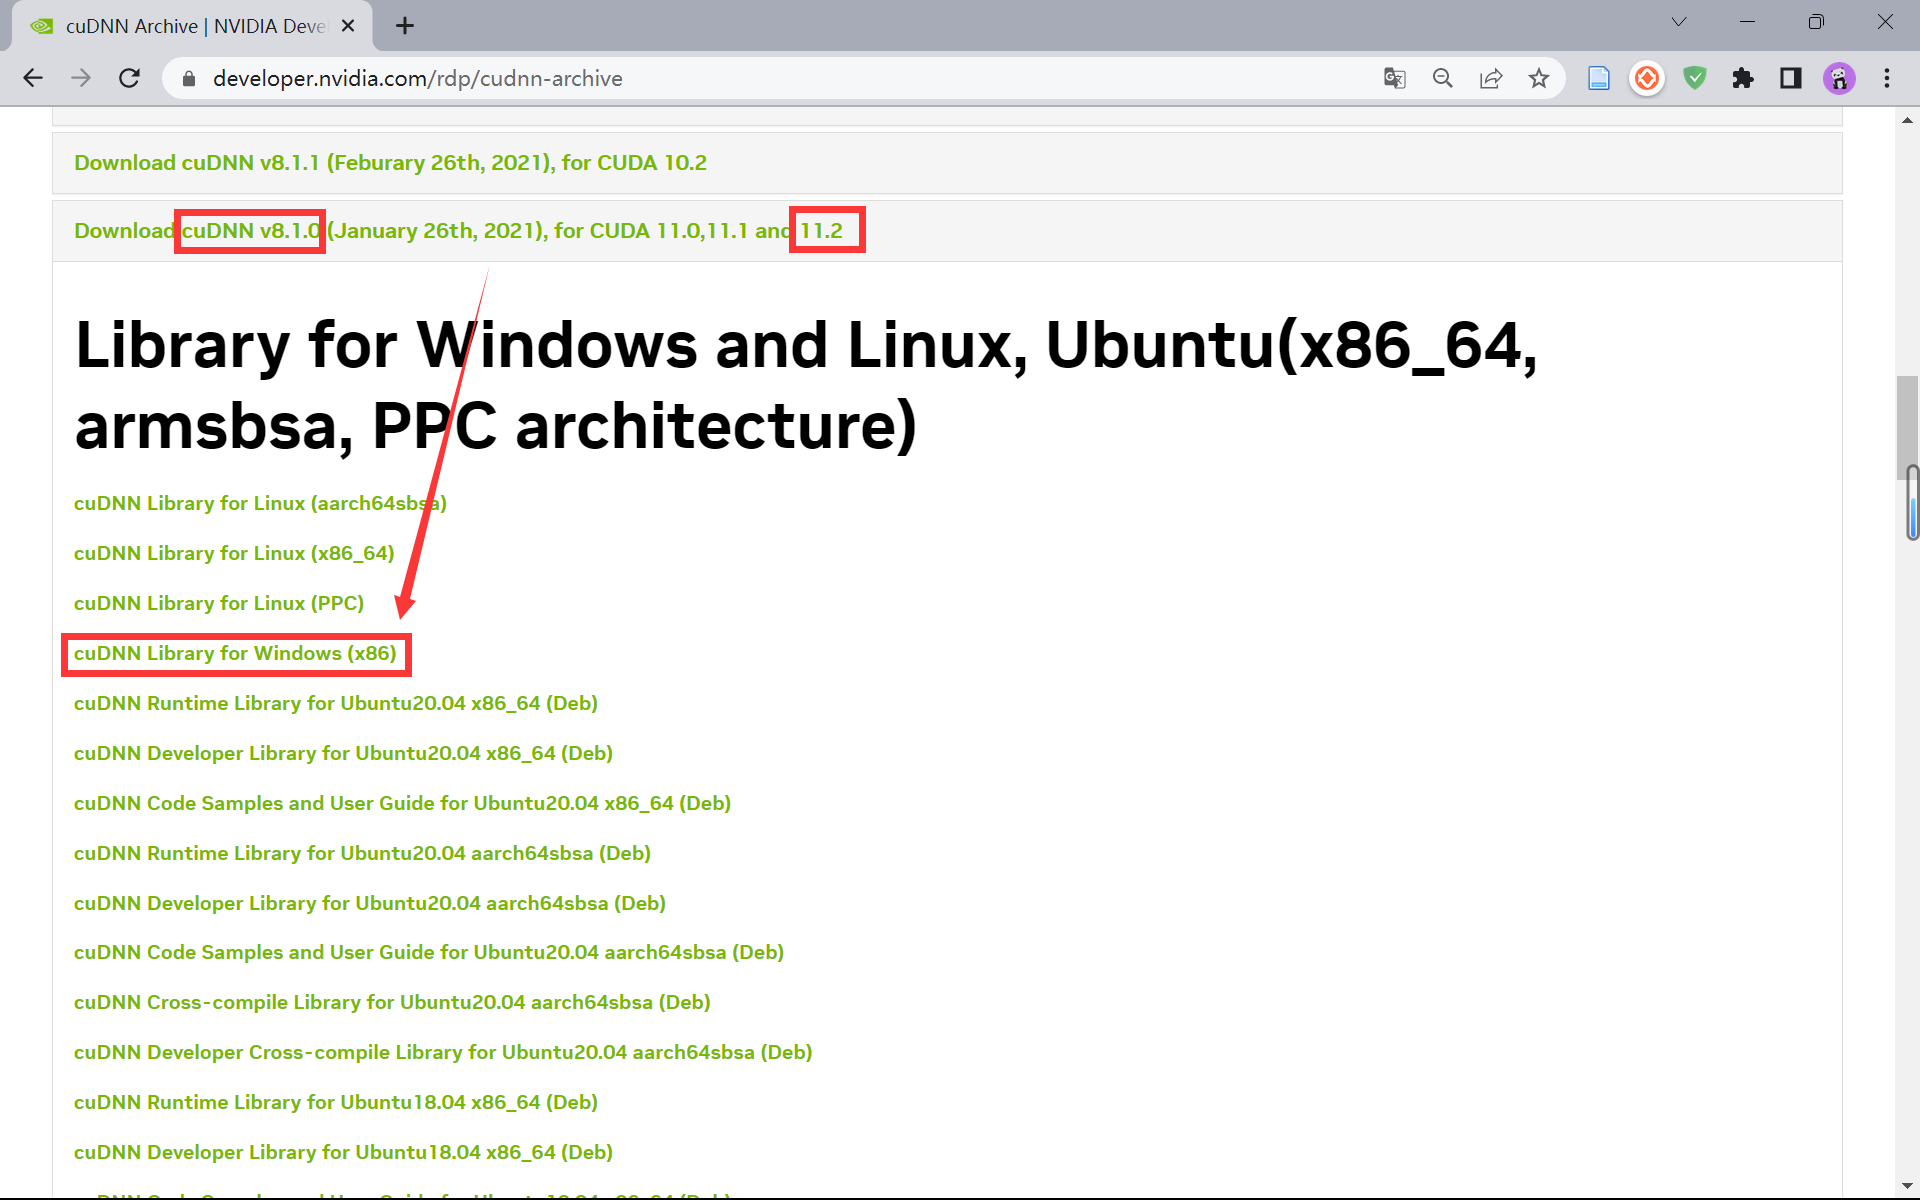 cuDNN Archive | NVIDIA Deve
developer.nvidia.com/rdp/cudnn-archive
Download cuDNN v8.1.1 (Feburary 26th, 2021), for CUDA 10.2
Download cuDNN v8.1.0 (January 26th, 2021), for CUDA 11.0,11.1 and 11.2
Library for Windows and Linux, Ubuntu(x86_64,
armsbsa, PPC architecture)
cuDNN Library for Linux (aarch64sbsa)
cuDNN Library for Linux (x86_64)
cuDNN Library for Linux (PPC)
cuDNN Library for Windows (x86)
cuDNN Runtime Library for Ubuntu20.04 x86_64 (Deb)
cuDNN Developer Library for Ubuntu20.04 x86_64 (Deb)
cuDNN Code Samples and User Guide for Ubuntu20.04 x86_64 (Deb)
cuDNN Runtime Library for Ubuntu20.04 aarch64sbsa (Deb)
cuDNN Developer Library for Ubuntu20.04 aarch64sbsa (Deb)
cuDNN Code Samples and User Guide for Ubuntu20.04 aarch64sbsa (Deb)
cuDNN Cross-compile Library for Ubuntu20.04 aarch64sbsa (Deb)
cuDNN Developer Cross-compile Library for Ubuntu20.04 aarch64sbsa (Deb)
cuDNN Runtime Library for Ubuntu18.04 x86_64 (Deb)
cuDNN Developer Library for Ubuntu18.04 x86_64 (Deb)